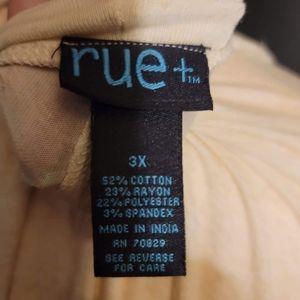 rue+™
3X
52% COTTON
23% RAYON
22% POLYESTER
3% SPANDEX
MADE IN INDIA
RN 70829
SEE REVERSE
FOR CARE